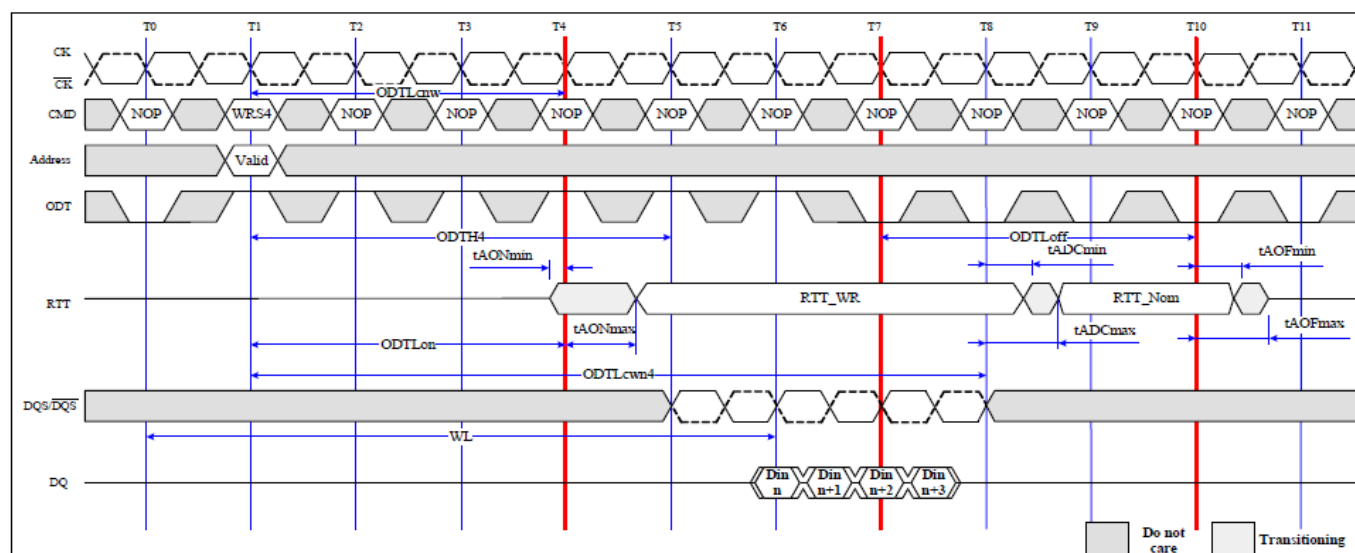 T0 T1 T2 T3 T4 T5 T6 T7 T8 T9 T10 T11
CK
CK
ODTLcnw
CMD NOP WRS4 NOP NOP NOP NOP NOP NOP NOP NOP NOP NOP
Address Valid
ODT
ODTH4 ODTLoff
tAONmin tADCmin tAOFmin
RTT RTT_WR RTT_Nom
tAONmax tADCmax tAOFmax
ODTLon
ODTLcwn4
DQS/DQS
WL
DQ Din n Din n+1 Din n+2 Din n+3
Do not care Transitioning